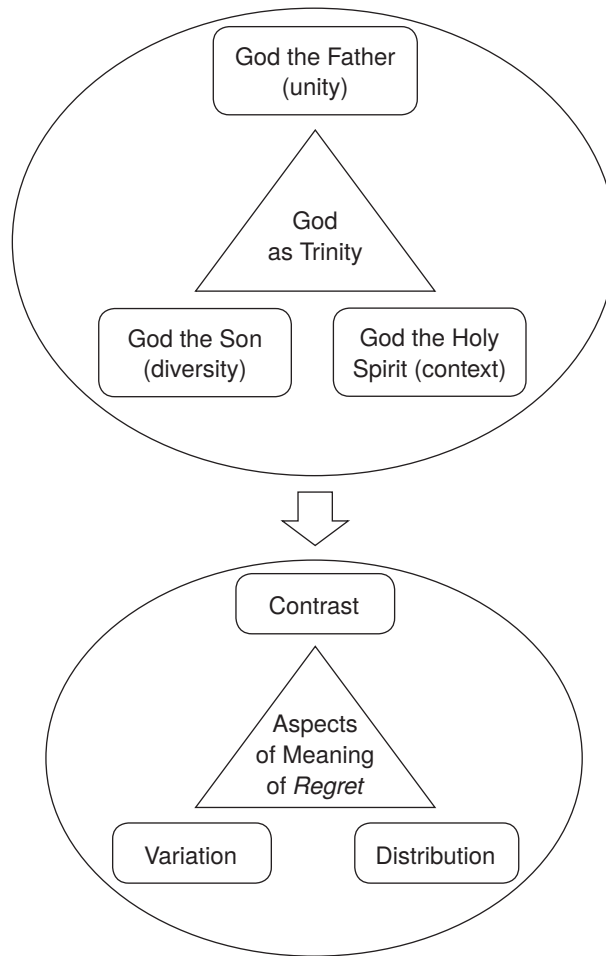 God the Father
(unity)
God
as Trinity
God the Son
(diversity)
God the Holy
Spirit (context)
Contrast
Aspects
of Meaning
of Regret
Variation
Distribution